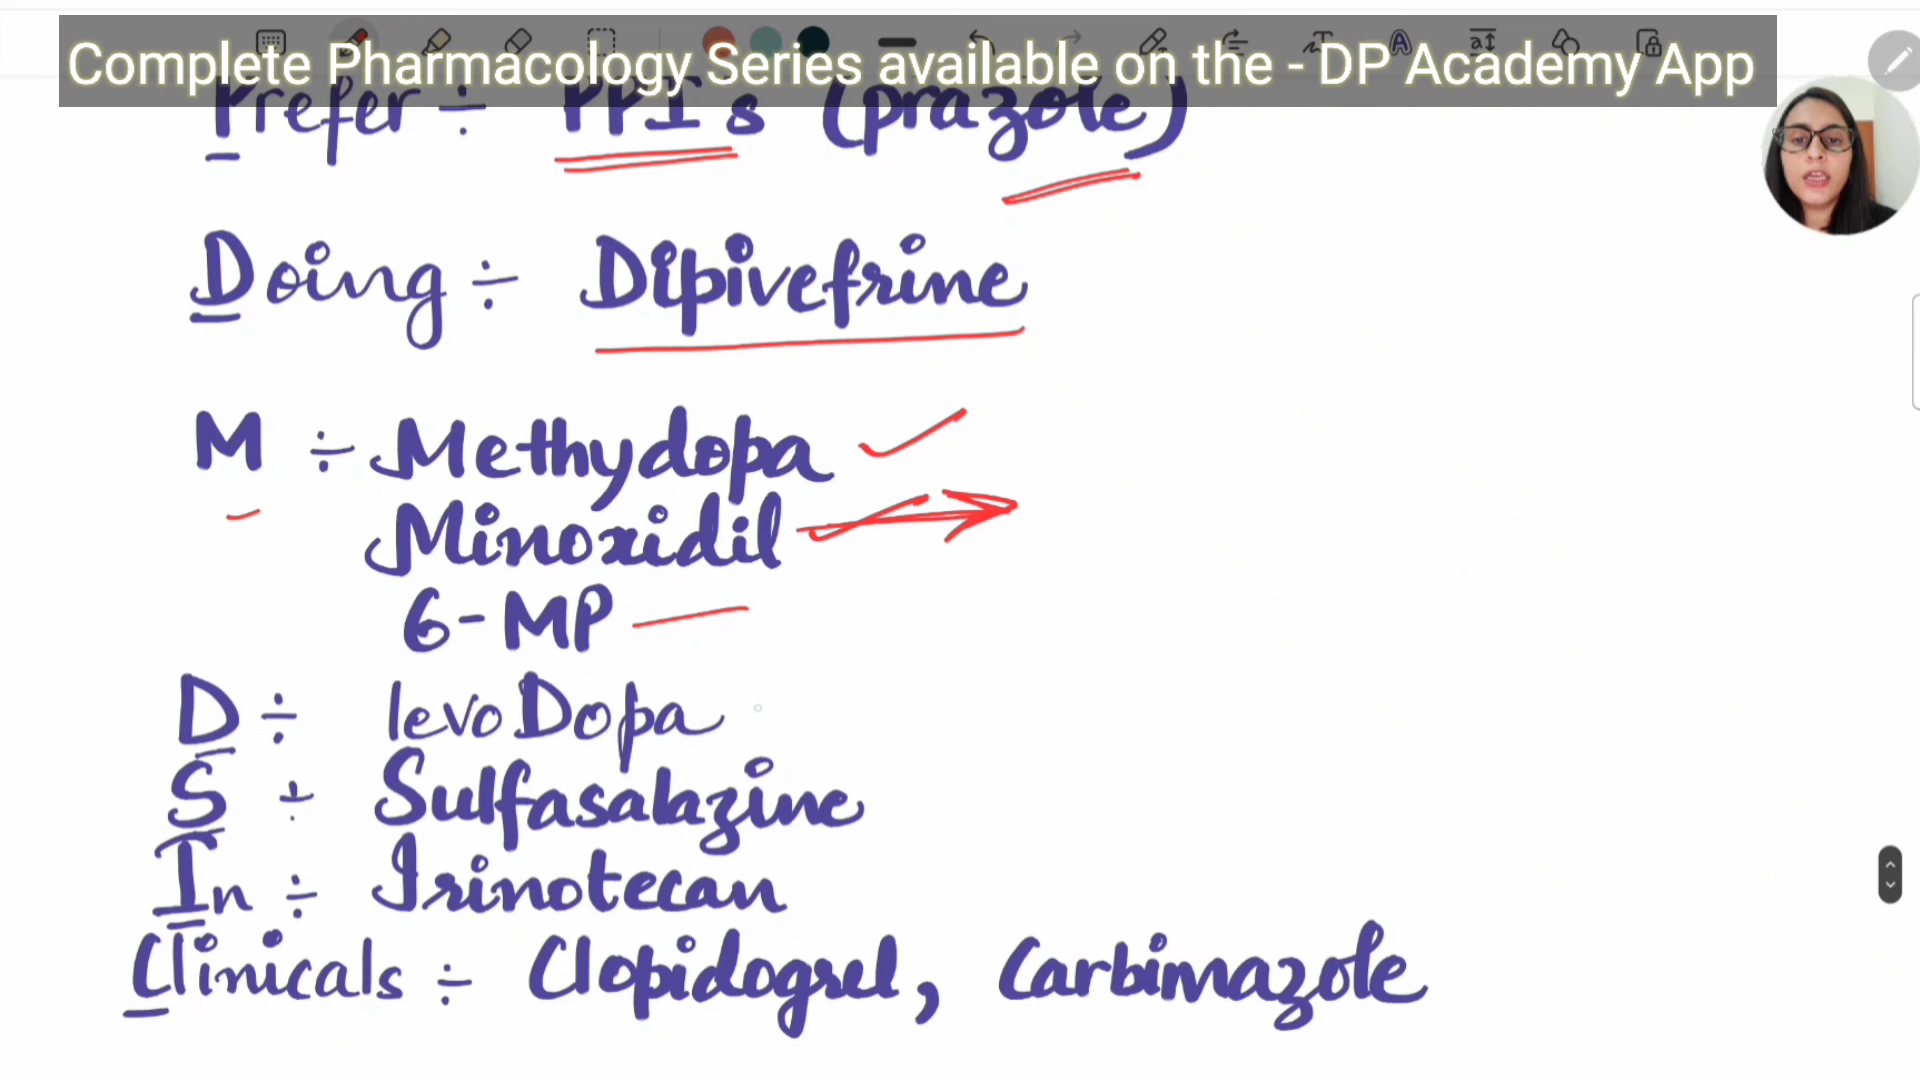 Complete Pharmacology Series available on the - DP Academy App
Prefer ÷ PPI's (prazole)
Doing ÷ Dipivefrine
M ÷ Methydopa
Minoxidil
6-MP
D ÷ levoDopa
S ÷ Sulfasalazine
In ÷ Irinotecan
Clinicals ÷ Clopidogrel, Carbimazole